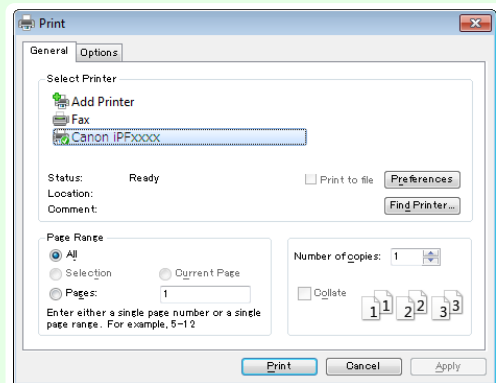 Print
General Options
Select Printer
Add Printer
Fax
Canon iPFxxxx
Status: Ready Print to file Preferences
Location:
Comment: Find Printer...
Page Range
All
Selection Current Page
Pages: 1
Enter either a single page number or a single
page range. For example, 5-12
Number of copies: 1
Collate
1 1 2 2 3 3
Print Cancel Apply